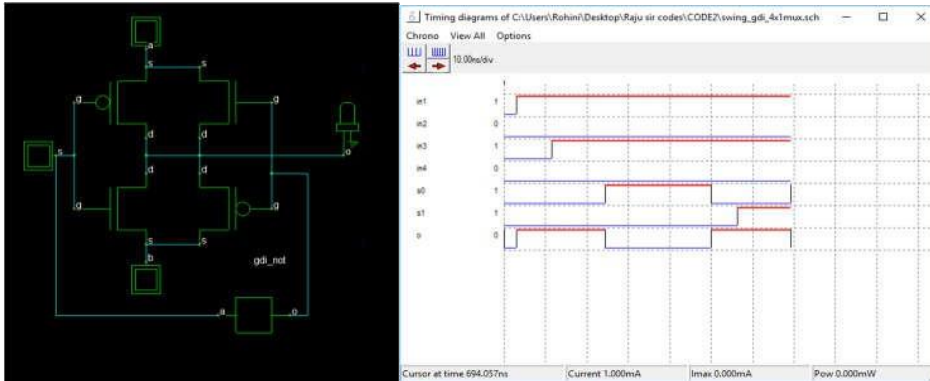 a
s s
g g
d d
s o
d d
g g
s s
b
gdi_not
a o
Timing diagrams of C:\Users\Rohini\Desktop\Raju sir codes\CODE2\swing_gdi_4x1mux.sch
Chrono View All Options
10.00ns/div
in1 1
in2 0
in3 1
in4 0
s0 1
s1 1
o 0
Cursor at time 694.057ns Current 1.000mA Imax 0.000mA Pow 0.000mW